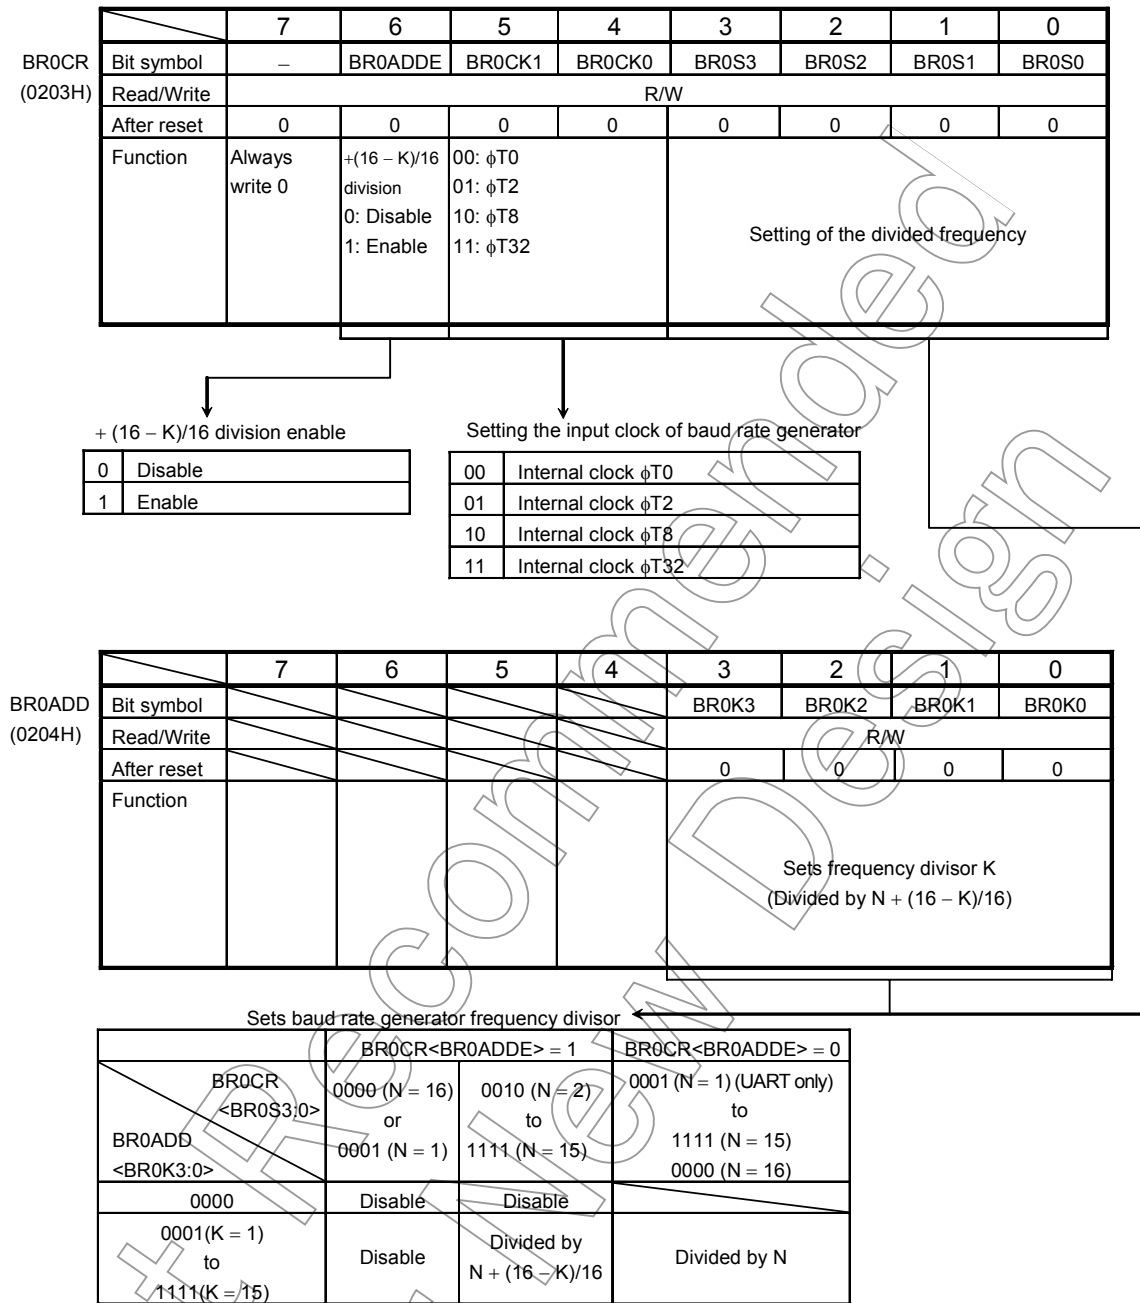 7 6 5 4 3 2 1 0
BR0CR Bit symbol – BR0ADDE BR0CK1 BR0CK0 BR0S3 BR0S2 BR0S1 BR0S0
(0203H) Read/Write R/W
After reset 0 0 0 0 0 0 0 0
Function Always +(16 – K)/16 00: ϕT0
write 0 division 01: ϕT2
0: Disable 10: ϕT8
1: Enable 11: ϕT32
Setting of the divided frequency
+ (16 – K)/16 division enable
0 Disable
1 Enable
Setting the input clock of baud rate generator
00 Internal clock ϕT0
01 Internal clock ϕT2
10 Internal clock ϕT8
11 Internal clock ϕT32
7 6 5 4 3 2 1 0
BR0ADD Bit symbol BR0K3 BR0K2 BR0K1 BR0K0
(0204H) Read/Write R/W
After reset 0 0 0 0
Function
Sets frequency divisor K
(Divided by N + (16 – K)/16)
Sets baud rate generator frequency divisor
BR0CR<BR0ADDE> = 1 BR0CR<BR0ADDE> = 0
BR0CR
<BR0S3:0>
BR0ADD
<BR0K3:0>
0000 (N = 16)
or
0001 (N = 1)
0010 (N = 2)
to
1111 (N = 15)
0001 (N = 1) (UART only)
to
1111 (N = 15)
0000 (N = 16)
0000 Disable Disable
0001(K = 1)
to
1111(K = 15)
Disable
Divided by
N + (16 – K)/16
Divided by N
Recommended
New Design